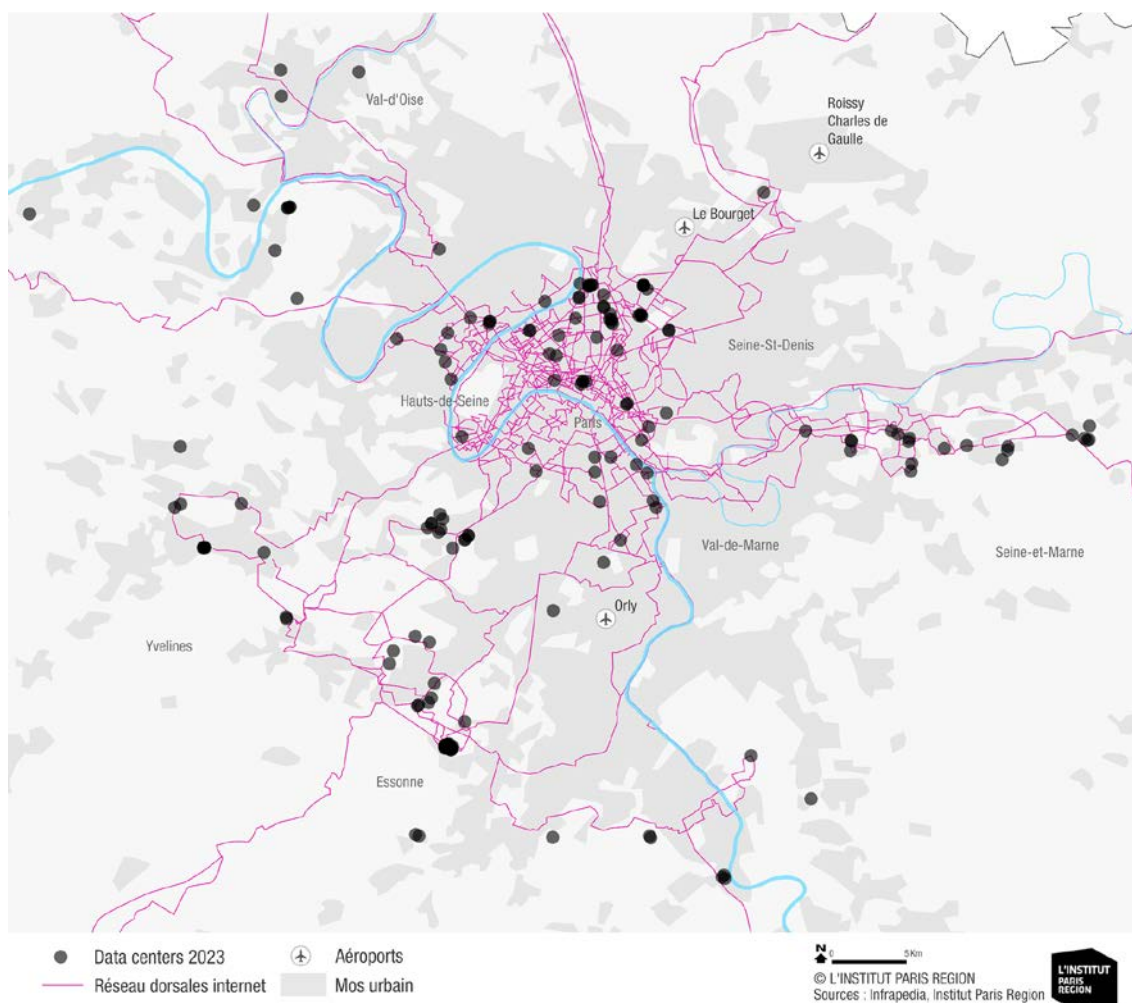 Val-d'Oise
Roissy
Charles de
Gaulle
Le Bourget
Seine-St-Denis
Hauts-de-Seine
Paris
Val-de-Marne
Seine-et-Marne
Orly
Yvelines
Essonne
Data centers 2023
Aéroports
Réseau dorsales internet
Mos urbain
N
0 5 Km
© L'INSTITUT PARIS REGION
Sources : Infrapedia, Institut Paris Region
L'INSTITUT
PARIS
REGION